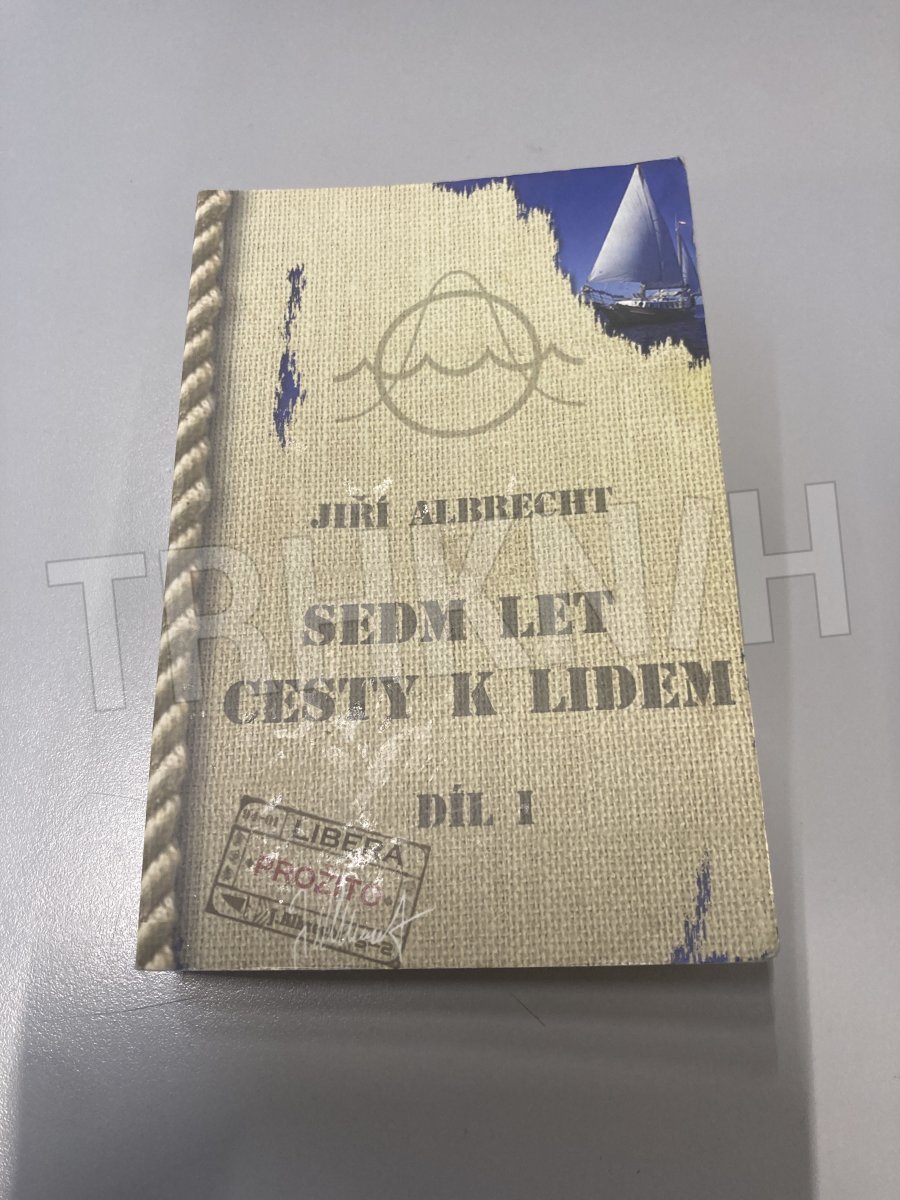 JIŘÍ ALBRECHT
SEDM LET
CESTY K LIDEM
DÍL I
LIBERA
PROŽITO
TRHKNIH